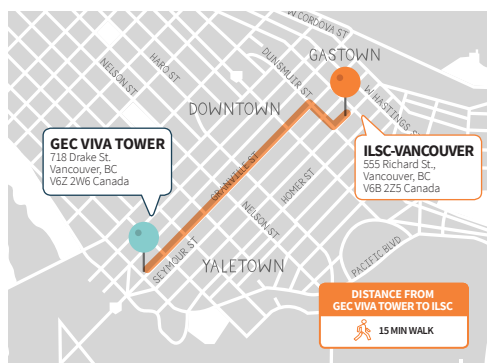 W CORDOVA ST
GASTOWN
HARO ST
NELSON ST
DUNSMUIR ST
DOWNTOWN
W HASTINGS ST
GEC VIVA TOWER
718 Drake St.
Vancouver, BC
V6Z 2W6 Canada
ILSC-VANCOUVER
555 Richard St.,
Vancouver, BC
V6B 2Z5 Canada
GRANVILLE ST
HOMER ST
NELSON ST
SEYMOUR ST
YALETOWN
PACIFIC BLVD
DISTANCE FROM
GEC VIVA TOWER TO ILSC
15 MIN WALK